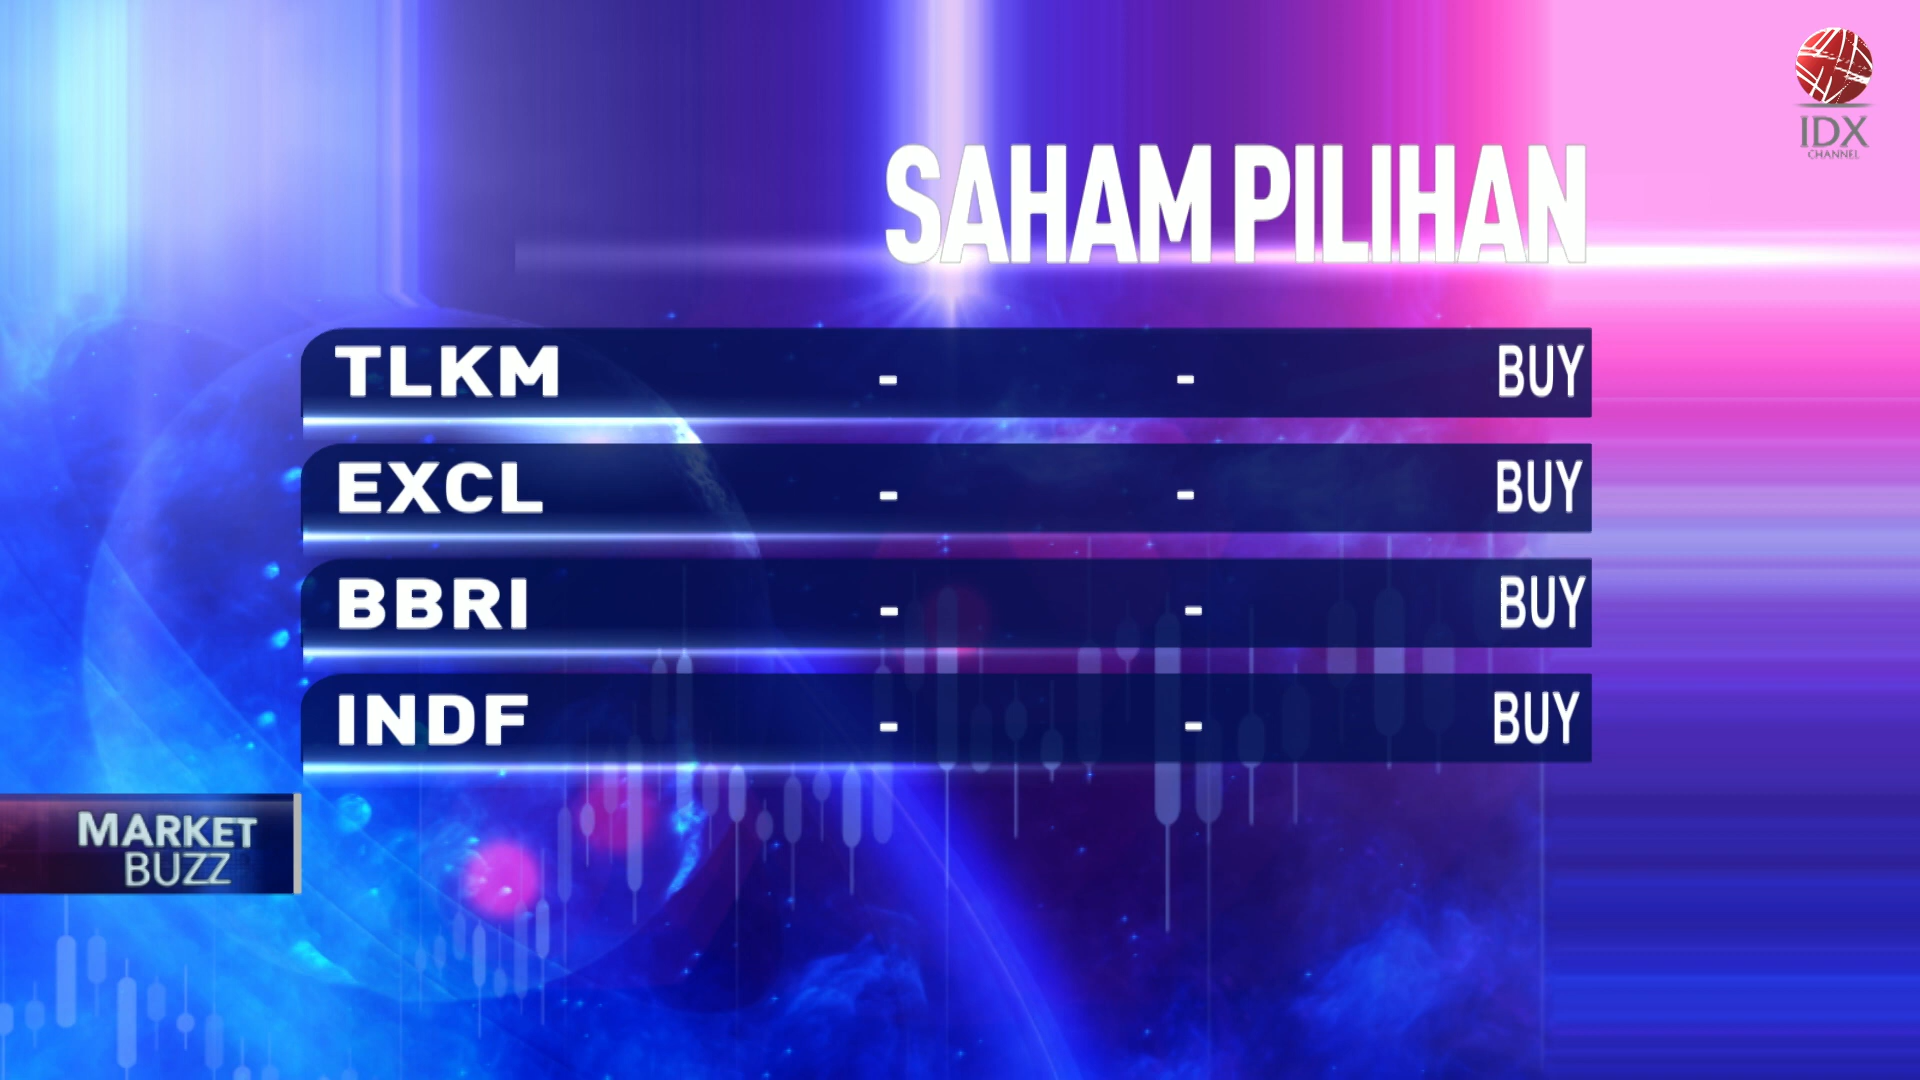 IDX
CHANNEL
SAHAM PILIHAN
TLKM - - BUY
EXCL - - BUY
BBRI - - BUY
INDF - - BUY
MARKET
BUZZ